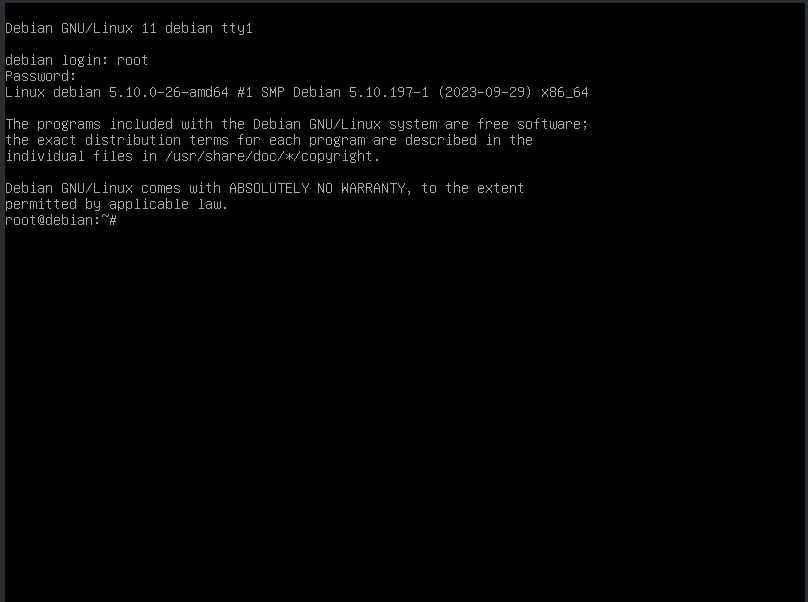 Debian GNU/Linux 11 debian tty1
debian login: root
Password:
Linux debian 5.10.0-26-amd64 #1 SMP Debian 5.10.197-1 (2023-09-29) x86_64
The programs included with the Debian GNU/Linux system are free software;
the exact distribution terms for each program are described in the
individual files in /usr/share/doc/*/copyright.
Debian GNU/Linux comes with ABSOLUTELY NO WARRANTY, to the extent
permitted by applicable law.
root@debian:~#